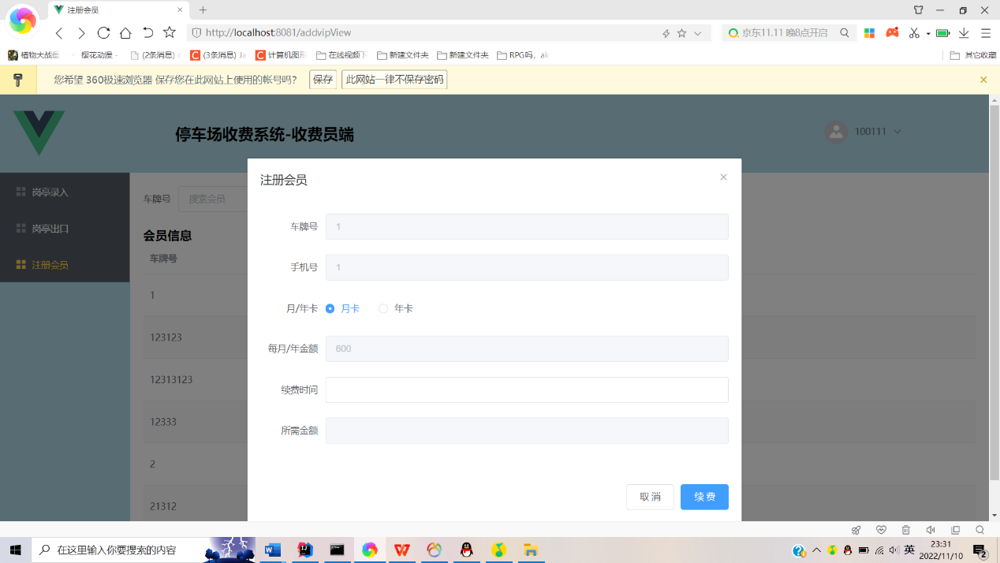 注册会员
http://localhost:8081/addvipView
京东11.11 晚8点开启
植物大战僵
樱花动漫 -
(2条消息) c
(3条消息) Ja
计算机图形
在线视频下
新建文件夹
新建文件夹
RPG吗，ak
其它收藏
您希望 360极速浏览器 保存您在此网站上使用的帐号吗？
保存
此网站一律不保存密码
停车场收费系统-收费员端
100111
岗亭录入
岗亭出口
注册会员
车牌号 搜索会员
会员信息
车牌号
1
123123
12313123
12333
2
21312
注册会员
车牌号 1
手机号 1
月/年卡 月卡 年卡
每月/年金额 600
续费时间
所需金额
取消 续费
在这里输入你要搜索的内容
英
23:31
2022/11/10
2